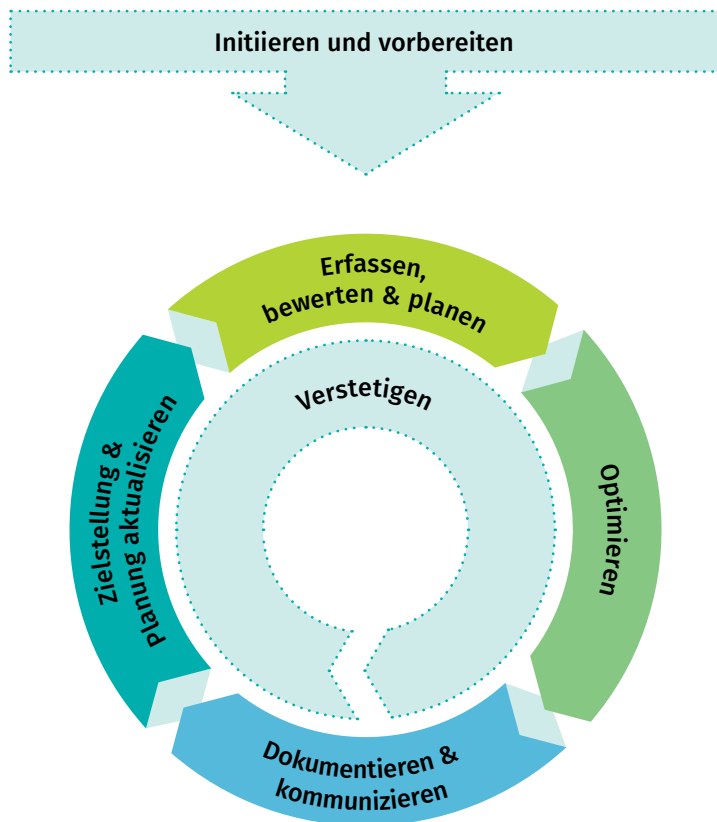 Initiieren und vorbereiten
Erfassen,
bewerten & planen
Verstetigen
Optimieren
Dokumentieren &
kommunizieren
Zielstellung &
Planung aktualisieren